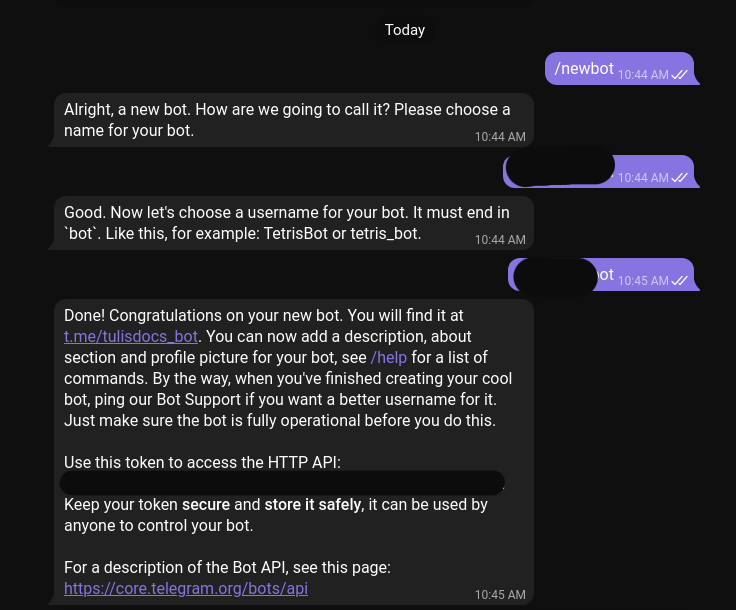 Today
/newbot 10:44 AM
Alright, a new bot. How are we going to call it? Please choose a
name for your bot.
10:44 AM
10:44 AM
Good. Now let's choose a username for your bot. It must end in
`bot`. Like this, for example: TetrisBot or tetris_bot.
10:44 AM
10:45 AM
Done! Congratulations on your new bot. You will find it at
t.me/tulisdocs_bot. You can now add a description, about
section and profile picture for your bot, see /help for a list of
commands. By the way, when you've finished creating your cool
bot, ping our Bot Support if you want a better username for it.
Just make sure the bot is fully operational before you do this.
Use this token to access the HTTP API:
Keep your token secure and store it safely, it can be used by
anyone to control your bot.
For a description of the Bot API, see this page:
https://core.telegram.org/bots/api
10:45 AM